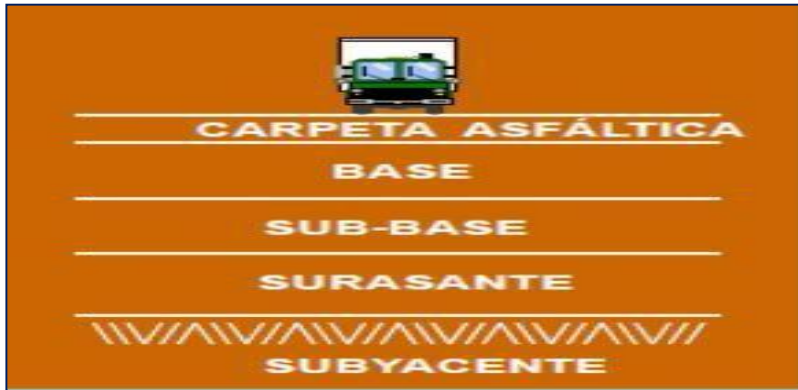 CARPETA ASFÁLTICA
BASE
SUB-BASE
SURASANTE
SUBYACENTE